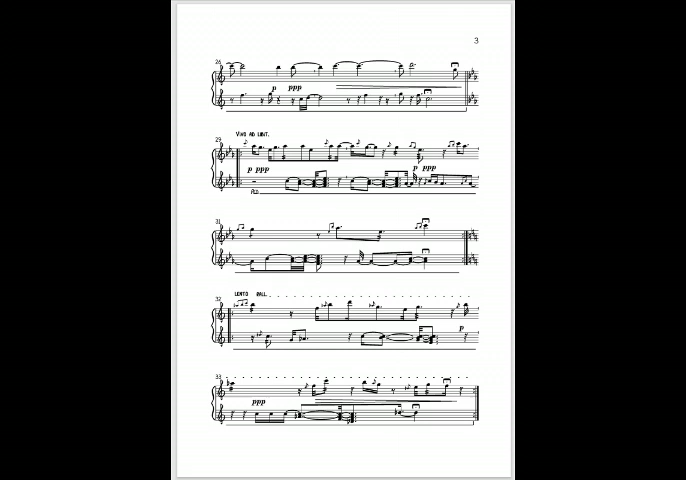 3
26
p ppp
29
VIVO AD LIBIT.
p ppp p ppp
PED.
31
32
LENTO RALL.
p
33
ppp